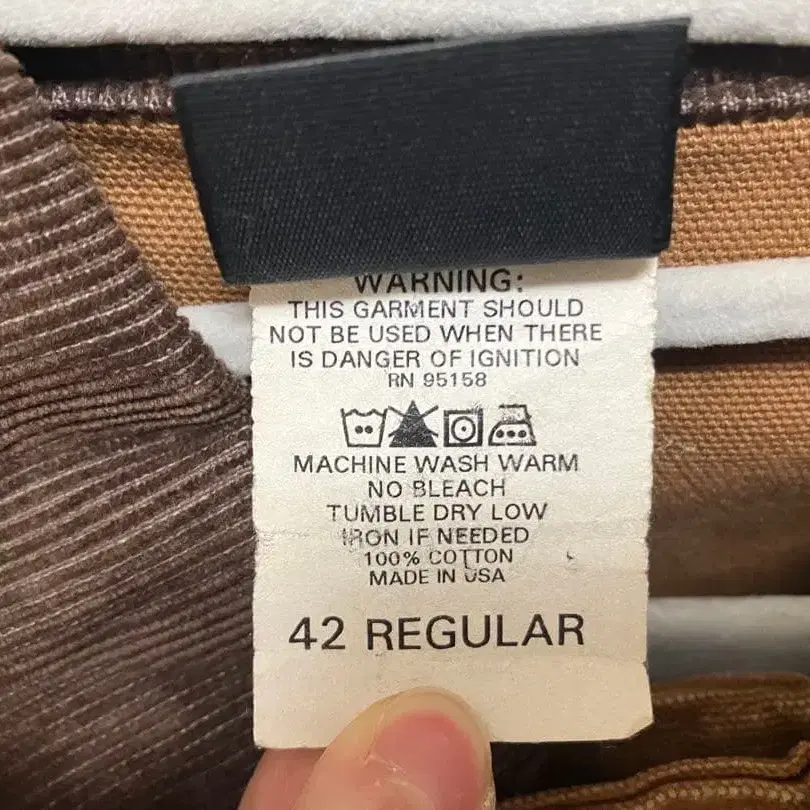 WARNING:
THIS GARMENT SHOULD
NOT BE USED WHEN THERE
IS DANGER OF IGNITION
RN 95158
MACHINE WASH WARM
NO BLEACH
TUMBLE DRY LOW
IRON IF NEEDED
100% COTTON
MADE IN USA
42 REGULAR